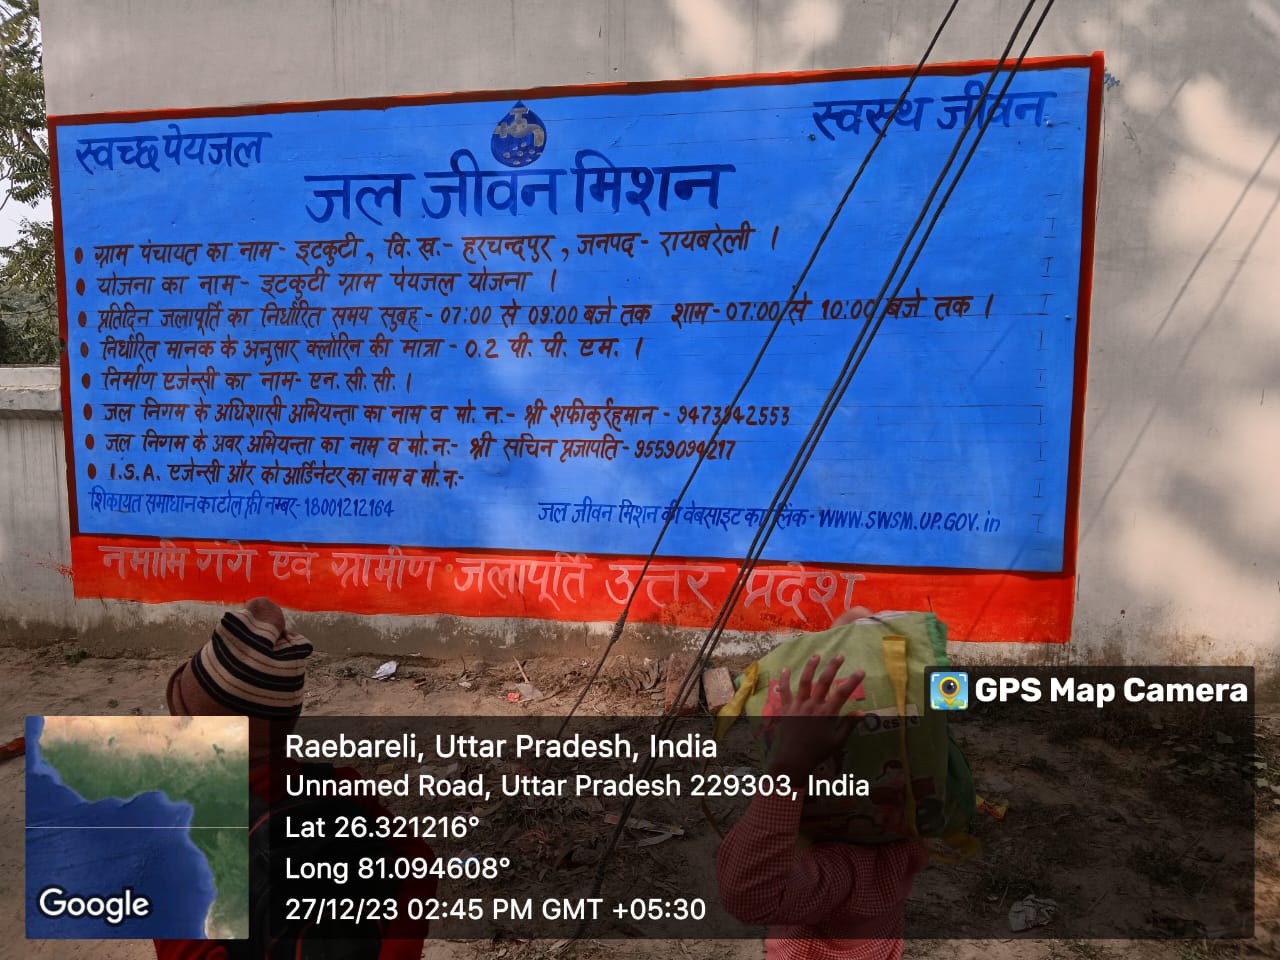 स्वच्छ पेयजल
स्वस्थ जीवन
जल जीवन मिशन
• ग्राम पंचायत का नाम- इटकुटी, वि. ख.- हरचन्दपुर, जनपद- रायबरेली ।
• योजना का नाम- इटकुटी ग्राम पेयजल योजना ।
• प्रतिदिन जलापूर्ति का निर्धारित समय सुबह- 07:00 से 09:00 बजे तक शाम- 07:00 से 10:00 बजे तक ।
• निर्धारित मानक के अनुसार क्लोरिन की मात्रा - 0.2 पी. पी. एम. ।
• निर्माण एजेन्सी का नाम- एन. सी. सी. ।
• जल निगम के अधिशासी अभियन्ता का नाम व मो. न.- श्री शफीकुर्रहमान - 9473942553
• जल निगम के अवर अभियन्ता का नाम व मो. न.- श्री सचिन प्रजापति- 9559094217
• I.S.A. एजेन्सी और कोआर्डिनेटर का नाम व मो. न.-
शिकायत समाधान का टोल फ्री नम्बर- 18001212164
जल जीवन मिशन की वेबसाइट का लिंक- WWW.SWSM.UP.GOV.in
नमामि गंगे एवं ग्रामीण जलापूर्ति उत्तर प्रदेश
GPS Map Camera
Raebareli, Uttar Pradesh, India
Unnamed Road, Uttar Pradesh 229303, India
Lat 26.321216°
Long 81.094608°
27/12/23 02:45 PM GMT +05:30
Google